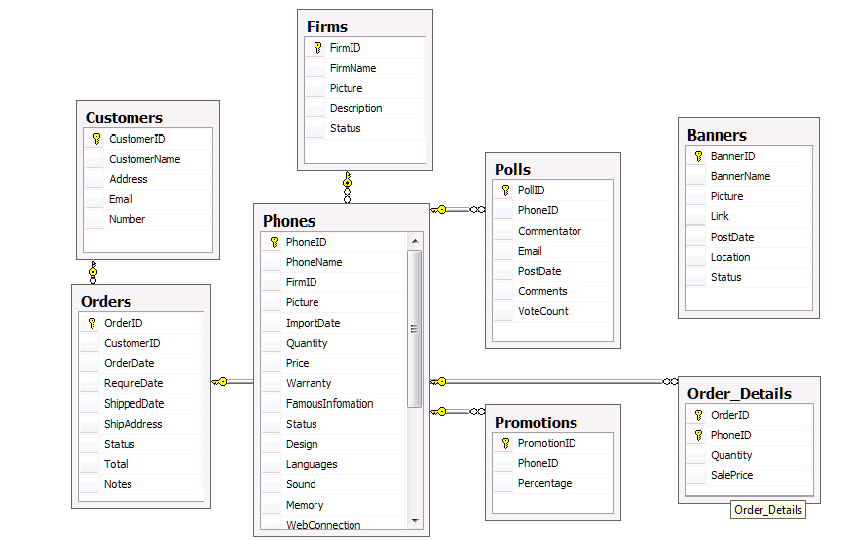 Firms
FirmID
FirmName
Picture
Description
Status
Customers
CustomerID
CustomerName
Address
Email
Number
Banners
BannerID
BannerName
Picture
Link
PostDate
Location
Status
Polls
PollID
PhoneID
Commentator
Email
PostDate
Comments
VoteCount
Phones
PhoneID
PhoneName
FirmID
Picture
ImportDate
Quantity
Price
Warranty
FamousInfomation
Status
Design
Languages
Sound
Memory
WebConnection
Orders
OrderID
CustomerID
OrderDate
RequreDate
ShippedDate
ShipAddress
Status
Total
Notes
Order_Details
OrderID
PhoneID
Quantity
SalePrice
Promotions
PromotionID
PhoneID
Percentage
Order_Details